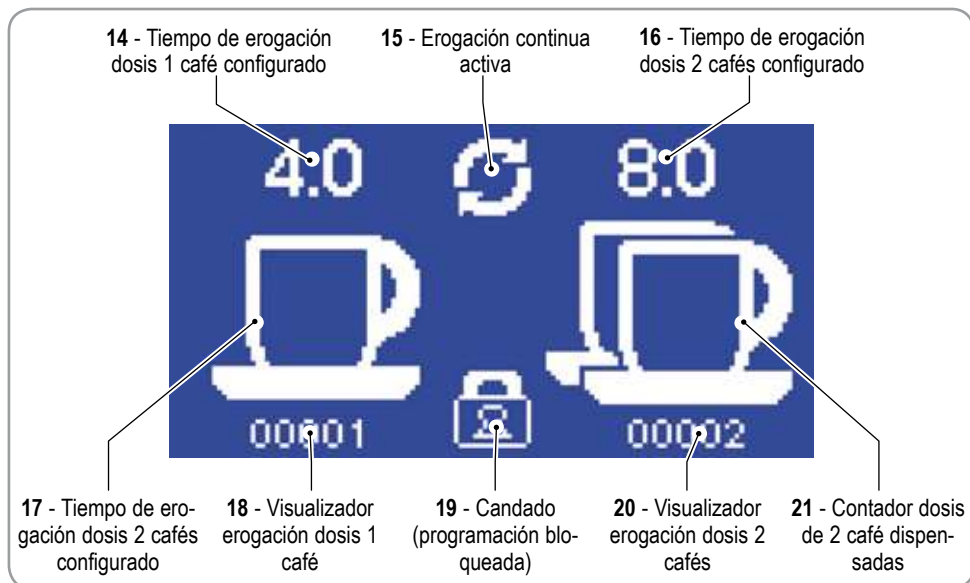 14 - Tiempo de erogación
dosis 1 café configurado
15 - Erogación continua
activa
16 - Tiempo de erogación
dosis 2 cafés configurado
4.0
8.0
00001
00002
17 - Tiempo de ero-
gación dosis 2 cafés
configurado
18 - Visualizador
erogación dosis 1
café
19 - Candado
(programación blo-
queada)
20 - Visualizador
erogación dosis 2
cafés
21 - Contador dosis
de 2 café dispen-
sadas